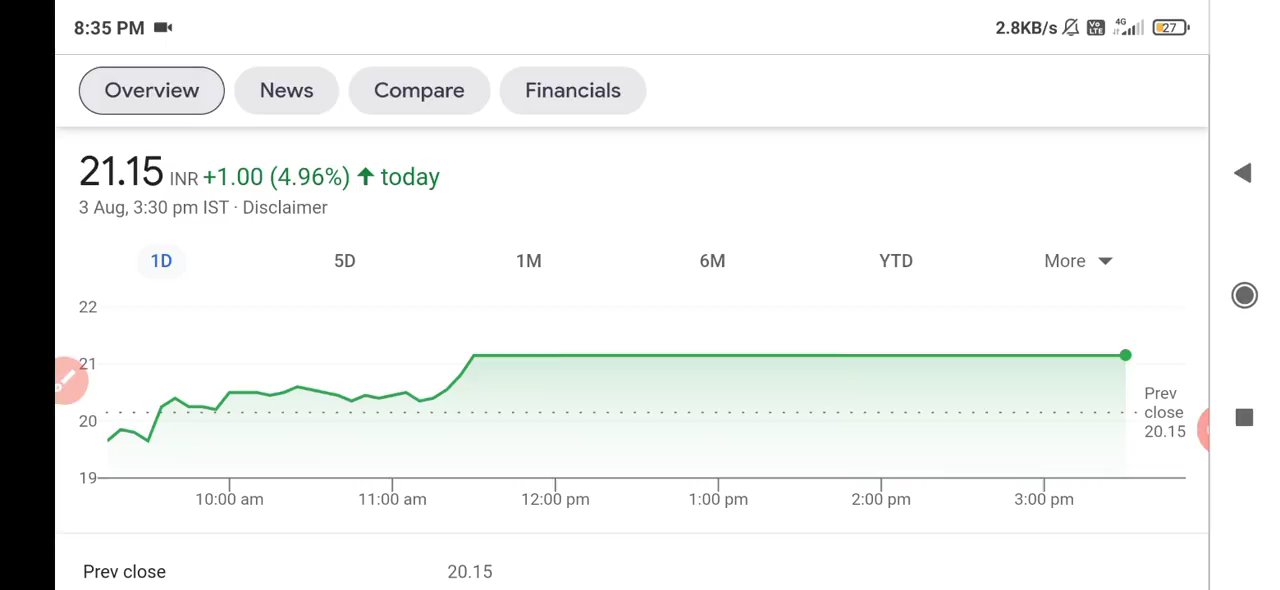 8:35 PM 2.8KB/s Vo LTE 4G 27
Overview News Compare Financials
21.15 INR +1.00 (4.96%) ↑ today
3 Aug, 3:30 pm IST · Disclaimer
1D 5D 1M 6M YTD More
22
21
20
19
Prev
close
20.15
10:00 am 11:00 am 12:00 pm 1:00 pm 2:00 pm 3:00 pm
Prev close 20.15